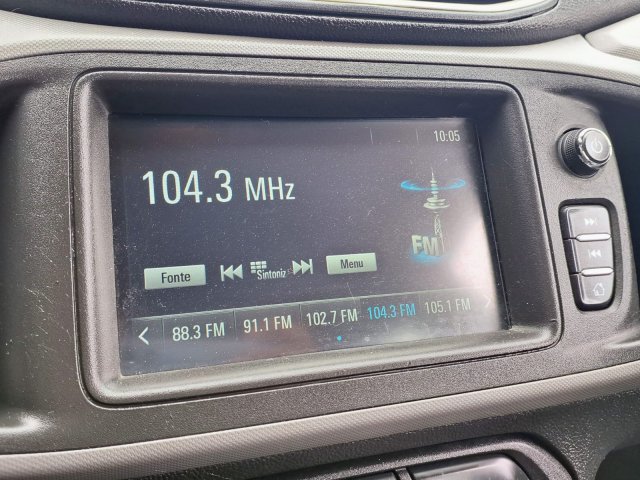 10:05
104.3 MHz
FM
Fonte Sintoniz Menu
88.3 FM 91.1 FM 102.7 FM 104.3 FM 105.1 FM